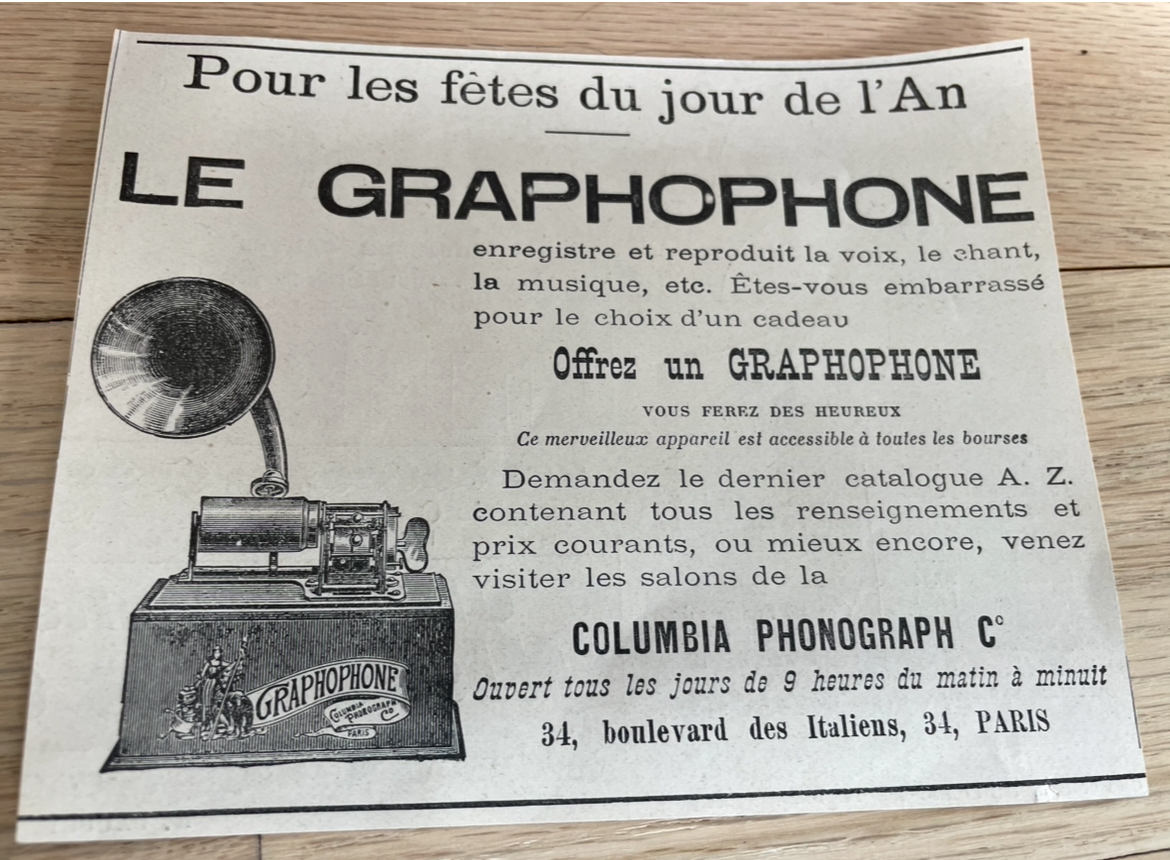 Pour les fêtes du jour de l'An
LE GRAPHOPHONE
enregistre et reproduit la voix, le chant,
la musique, etc. Êtes-vous embarrassé
pour le choix d'un cadeau
Offrez un GRAPHOPHONE
VOUS FEREZ DES HEUREUX
Ce merveilleux appareil est accessible à toutes les bourses
Demandez le dernier catalogue A. Z.
contenant tous les renseignements et
prix courants, ou mieux encore, venez
visiter les salons de la
COLUMBIA PHONOGRAPH C°
Ouvert tous les jours de 9 heures du matin à minuit
34, boulevard des Italiens, 34, PARIS
GRAPHOPHONE
COLUMBIA
PHONOGRAPH
CO
PARIS